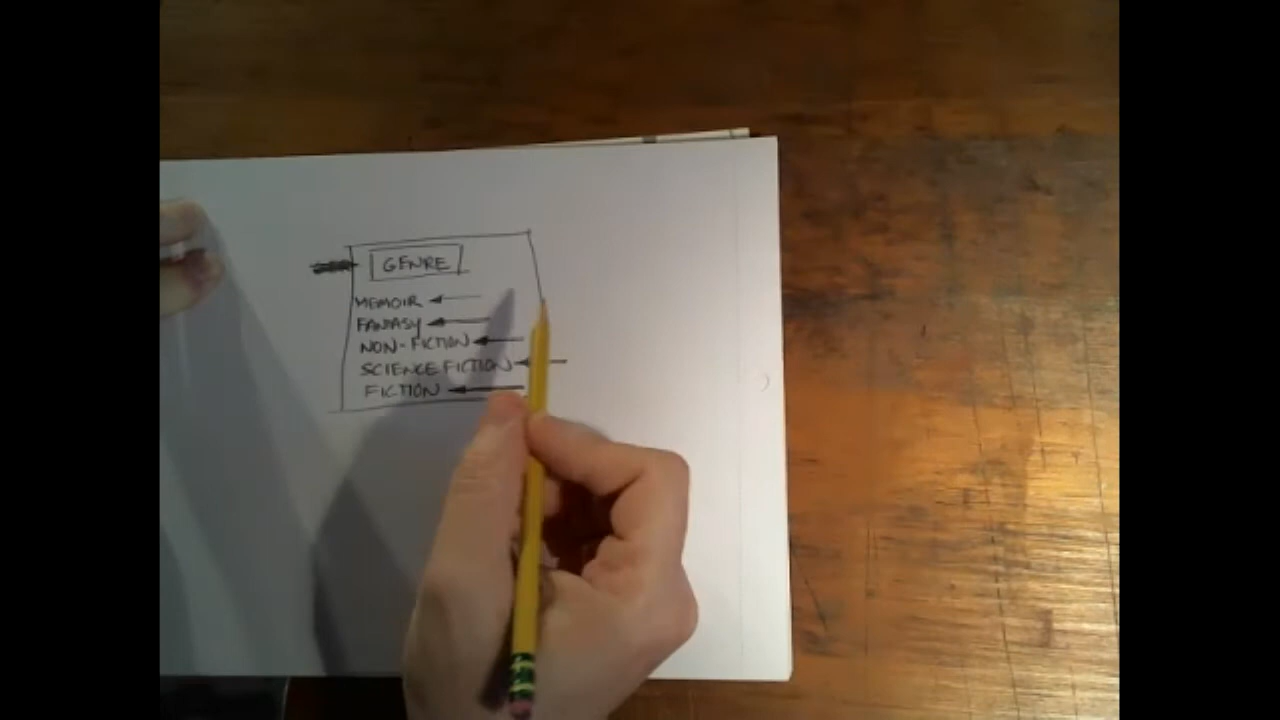 GENRE
MEMOIR
FANTASY
NON-FICTION
SCIENCE FICTION
FICTION